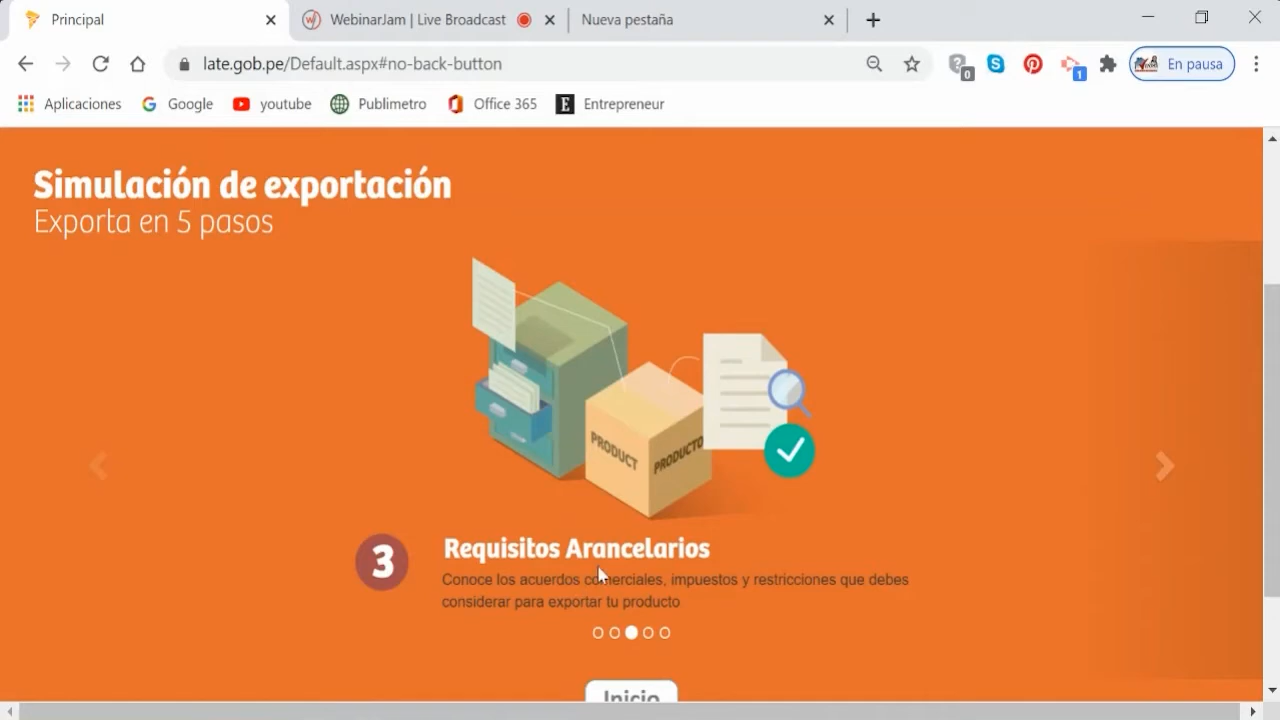 Principal
WebinarJam | Live Broadcast
Nueva pestaña
late.gob.pe/Default.aspx#no-back-button
0
1
En pausa
Aplicaciones
Google
youtube
Publimetro
Office 365
E
Entrepreneur
Simulación de exportación
Exporta en 5 pasos
PRODUCT
PRODUCTO
3
Requisitos Arancelarios
Conoce los acuerdos comerciales, impuestos y restricciones que debes
considerar para exportar tu producto
Inicio